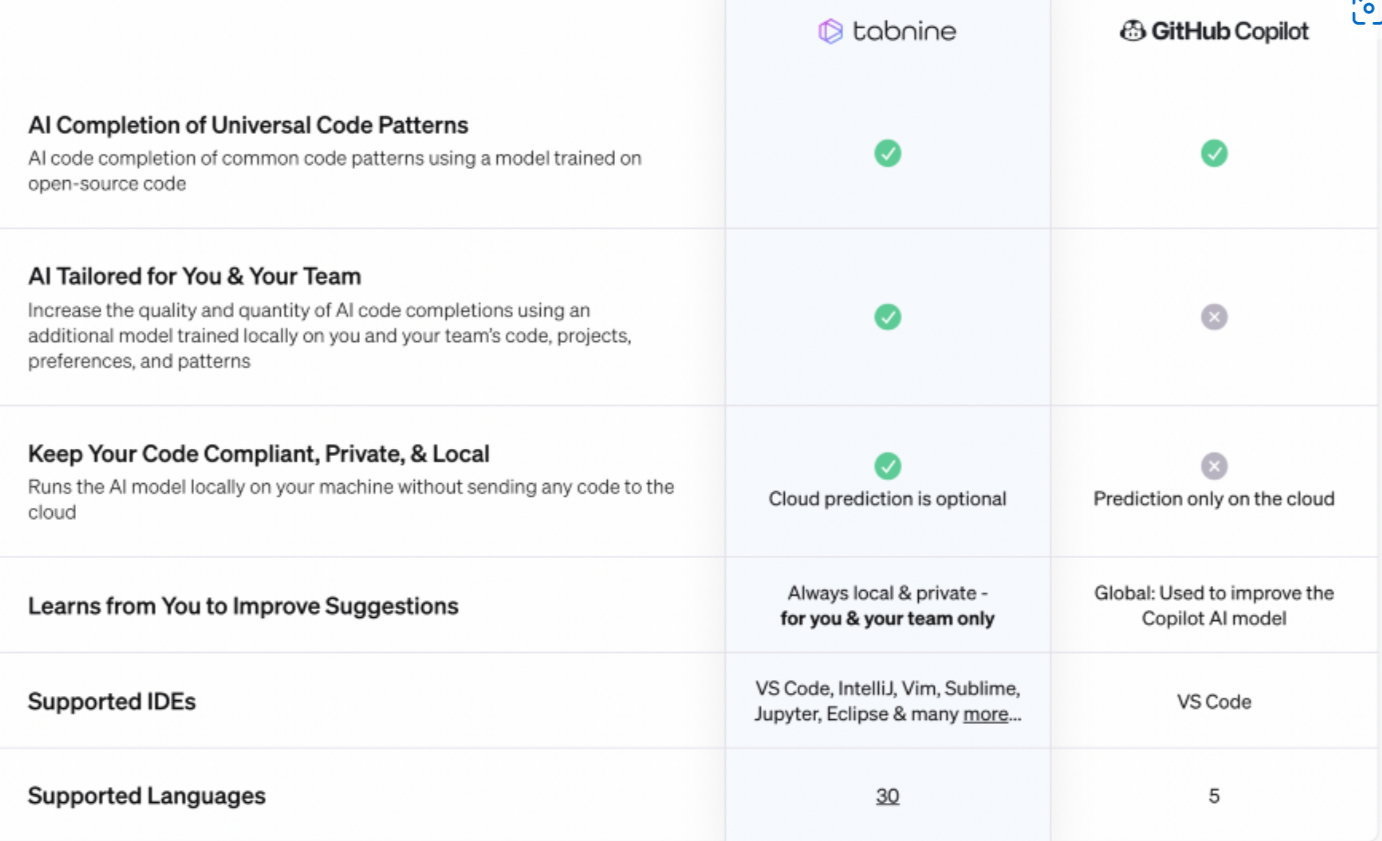 tabnine
GitHub Copilot
AI Completion of Universal Code Patterns
AI code completion of common code patterns using a model trained on
open-source code
AI Tailored for You & Your Team
Increase the quality and quantity of AI code completions using an
additional model trained locally on you and your team's code, projects,
preferences, and patterns
Keep Your Code Compliant, Private, & Local
Runs the AI model locally on your machine without sending any code to the
cloud
Cloud prediction is optional
Prediction only on the cloud
Learns from You to Improve Suggestions
Always local & private -
for you & your team only
Global: Used to improve the
Copilot AI model
Supported IDEs
VS Code, IntelliJ, Vim, Sublime,
Jupyter, Eclipse & many more...
VS Code
Supported Languages
30
5